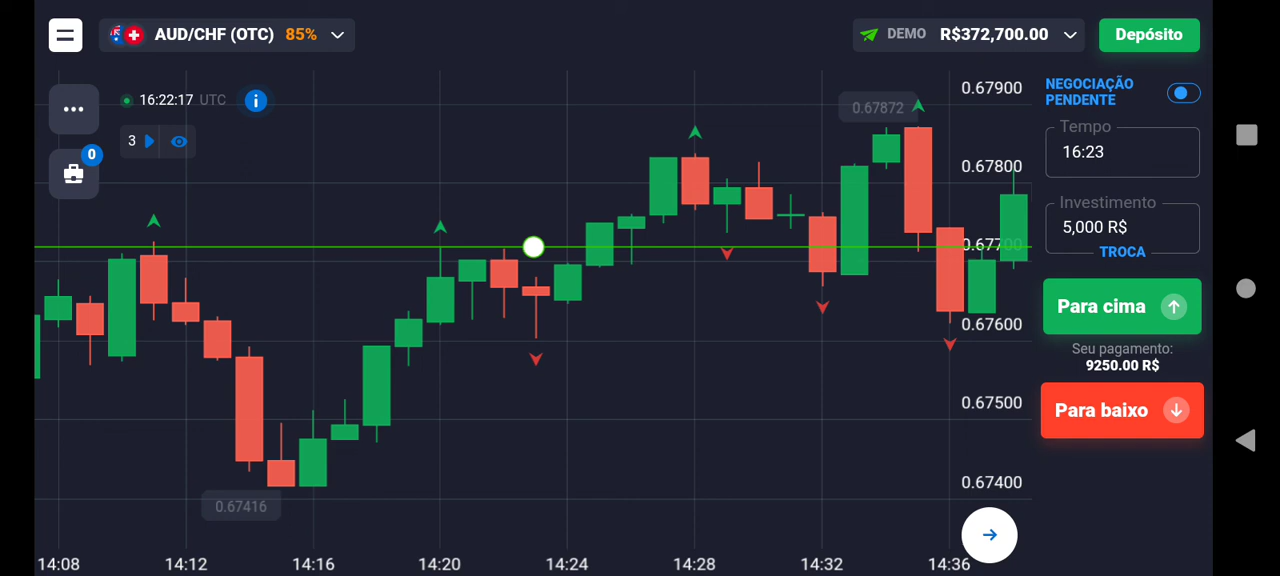 AUD/CHF (OTC) 85%
DEMO R$372,700.00
Depósito
16:22:17 UTC
3
0
0.67872
0.67416
0.67900
0.67800
0.67700
0.67600
0.67500
0.67400
14:08 14:12 14:16 14:20 14:24 14:28 14:32 14:36
NEGOCIAÇÃO
PENDENTE
Tempo
16:23
Investimento
5,000 R$
TROCA
Para cima
Seu pagamento:
9250.00 R$
Para baixo